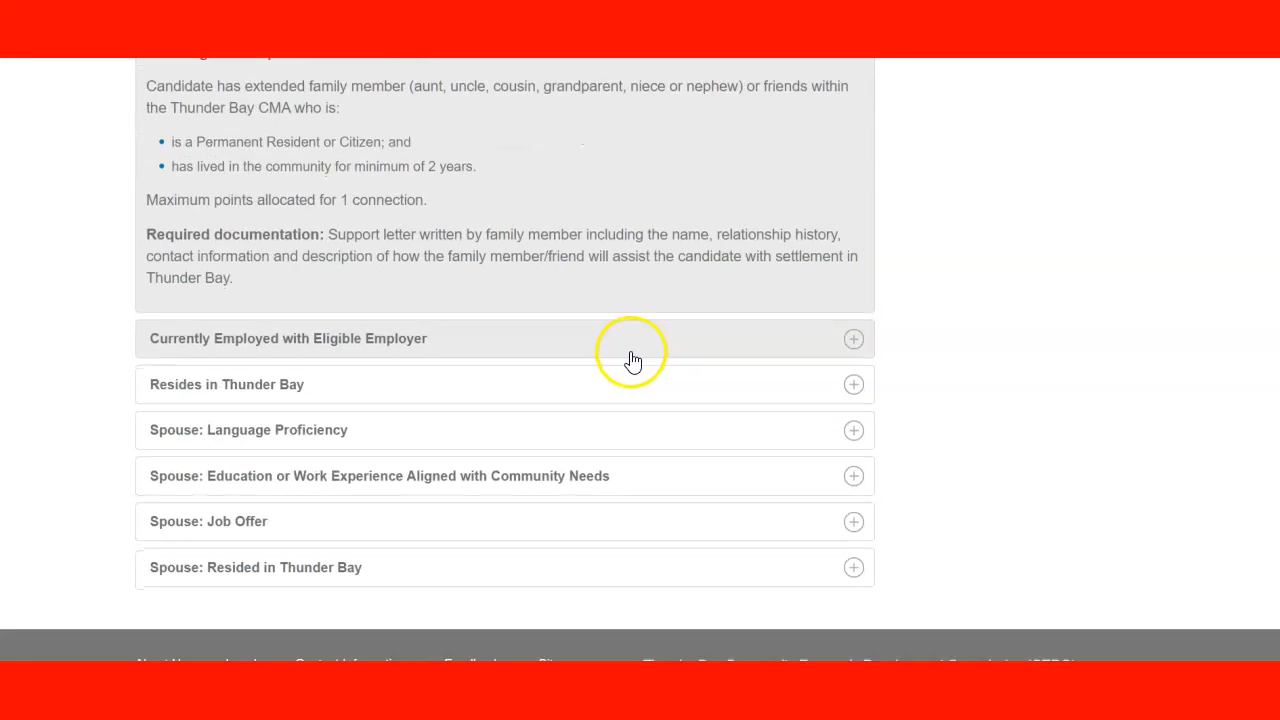 Candidate has extended family member (aunt, uncle, cousin, grandparent, niece or nephew) or friends within
the Thunder Bay CMA who is:
is a Permanent Resident or Citizen; and
has lived in the community for minimum of 2 years.
Maximum points allocated for 1 connection.
Required documentation: Support letter written by family member including the name, relationship history,
contact information and description of how the family member/friend will assist the candidate with settlement in
Thunder Bay.
Currently Employed with Eligible Employer
Resides in Thunder Bay
Spouse: Language Proficiency
Spouse: Education or Work Experience Aligned with Community Needs
Spouse: Job Offer
Spouse: Resided in Thunder Bay